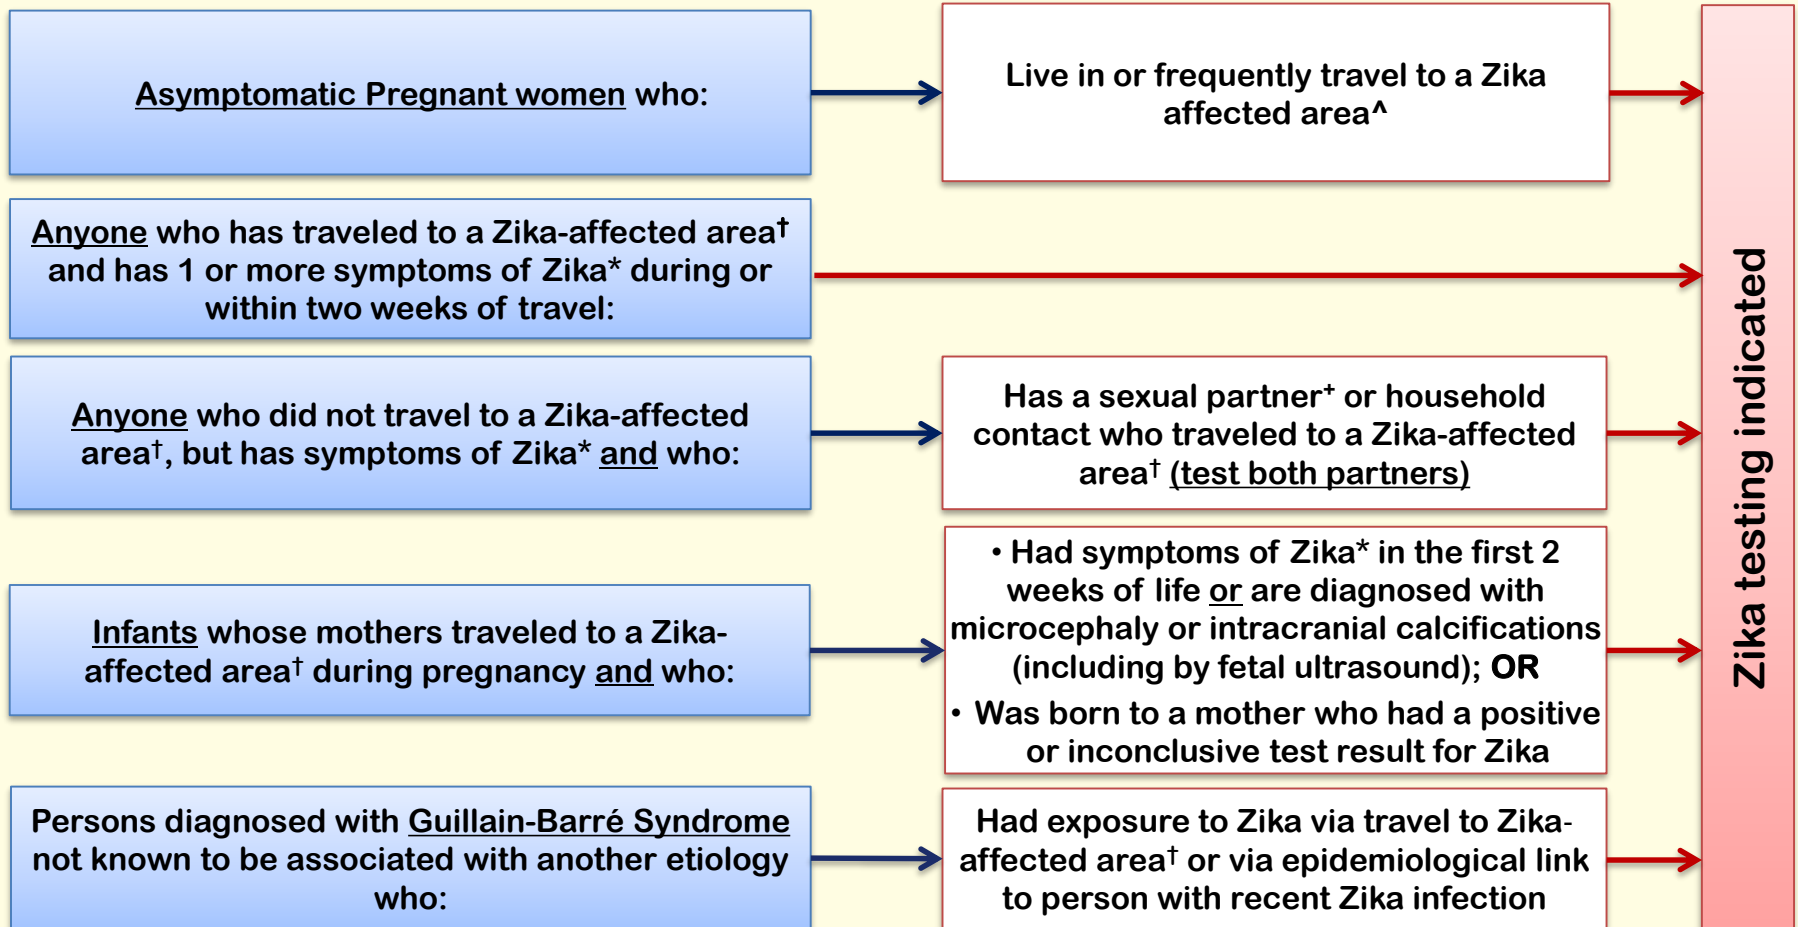 Asymptomatic Pregnant women who:
Live in or frequently travel to a Zika
affected area^
Anyone who has traveled to a Zika-affected area†
and has 1 or more symptoms of Zika* during or
within two weeks of travel:
Anyone who did not travel to a Zika-affected
area†, but has symptoms of Zika* and who:
Has a sexual partner+ or household
contact who traveled to a Zika-affected
area† (test both partners)
Infants whose mothers traveled to a Zika-
affected area† during pregnancy and who:
• Had symptoms of Zika* in the first 2
weeks of life or are diagnosed with
microcephaly or intracranial calcifications
(including by fetal ultrasound); OR
• Was born to a mother who had a positive
or inconclusive test result for Zika
Persons diagnosed with Guillain-Barré Syndrome
not known to be associated with another etiology
who:
Had exposure to Zika via travel to Zika-
affected area† or via epidemiological link
to person with recent Zika infection
Zika testing indicated